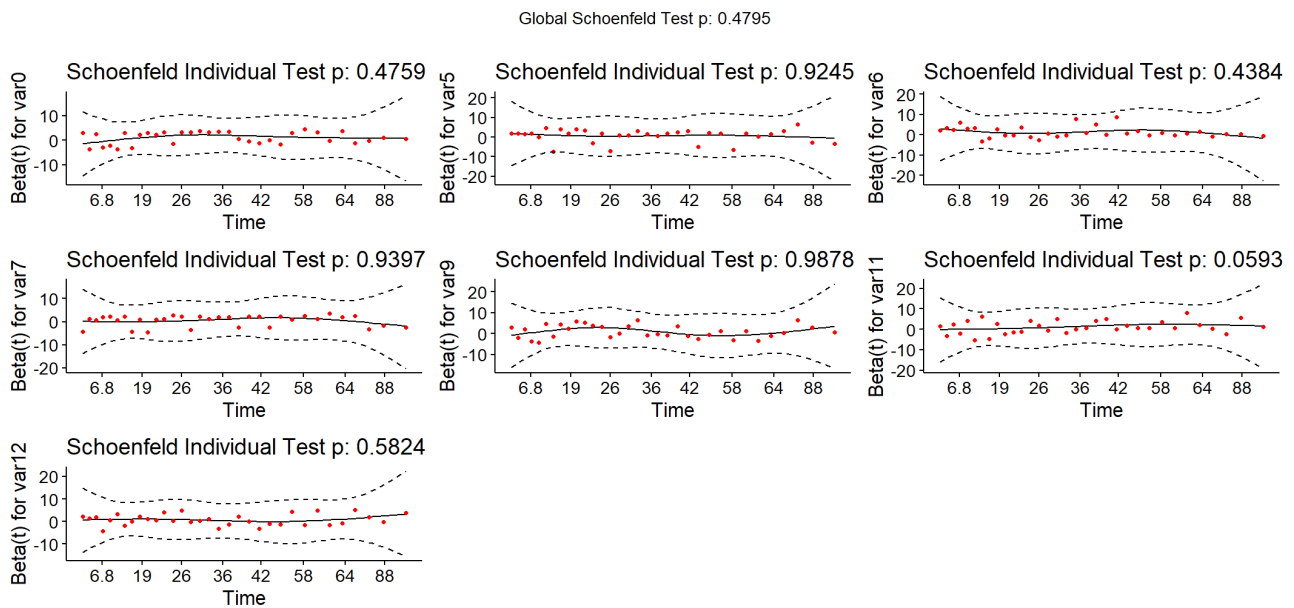 Global Schoenfeld Test p: 0.4795
Schoenfeld Individual Test p: 0.4759
Beta(t) for var0
10
0
-10
6.8 19 26 36 42 58 64 88
Time
Schoenfeld Individual Test p: 0.9245
Beta(t) for var5
20
10
0
-10
-20
6.8 19 26 36 42 58 64 88
Time
Schoenfeld Individual Test p: 0.4384
Beta(t) for var6
20
10
0
-10
-20
6.8 19 26 36 42 58 64 88
Time
Schoenfeld Individual Test p: 0.9397
Beta(t) for var7
10
0
-10
-20
6.8 19 26 36 42 58 64 88
Time
Schoenfeld Individual Test p: 0.9878
Beta(t) for var9
20
10
0
-10
6.8 19 26 36 42 58 64 88
Time
Schoenfeld Individual Test p: 0.0593
Beta(t) for var11
20
10
0
-10
-20
6.8 19 26 36 42 58 64 88
Time
Schoenfeld Individual Test p: 0.5824
Beta(t) for var12
20
10
0
-10
6.8 19 26 36 42 58 64 88
Time